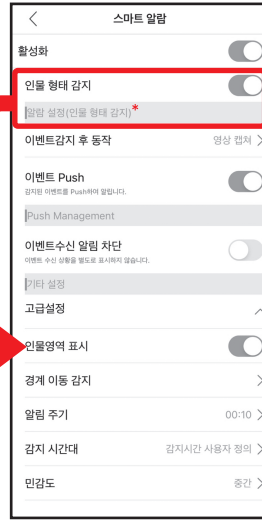 스마트 알람
활성화
인물 형태 감지
알람 설정(인물 형태 감지)*
이벤트감지 후 동작 영상 캡쳐
이벤트 Push
감지된 이벤트를 Push하여 알립니다.
Push Management
이벤트수신 알림 차단
이벤트 수신 상황을 별도로 표시하지 않습니다.
기타 설정
고급설정
인물영역 표시
경계 이동 감지
알림 주기 00:10
감지 시간대 감지시간 사용자 정의
민감도 중간